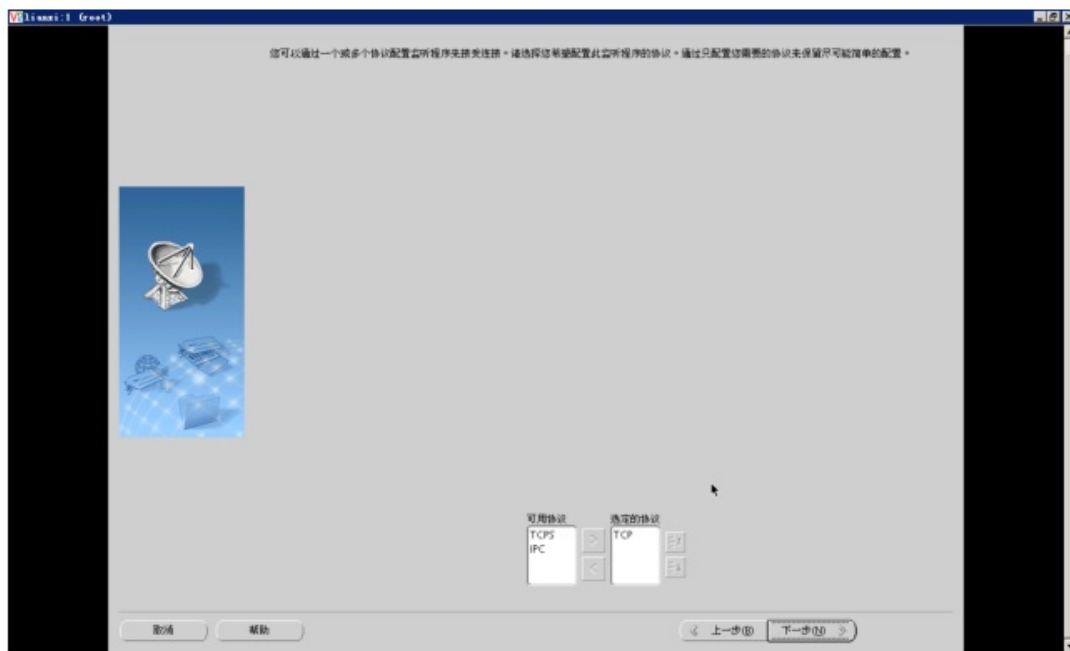 lianxi:1 (root)
您可以通过一个或多个协议配置监听程序来接受连接。请选择您希望配置此监听程序的协议。通过只配置您需要的协议来保留尽可能简单的配置。
可用协议
选定的协议
TCPS
IPC
TCP
取消
帮助
上一步(B)
下一步(N)